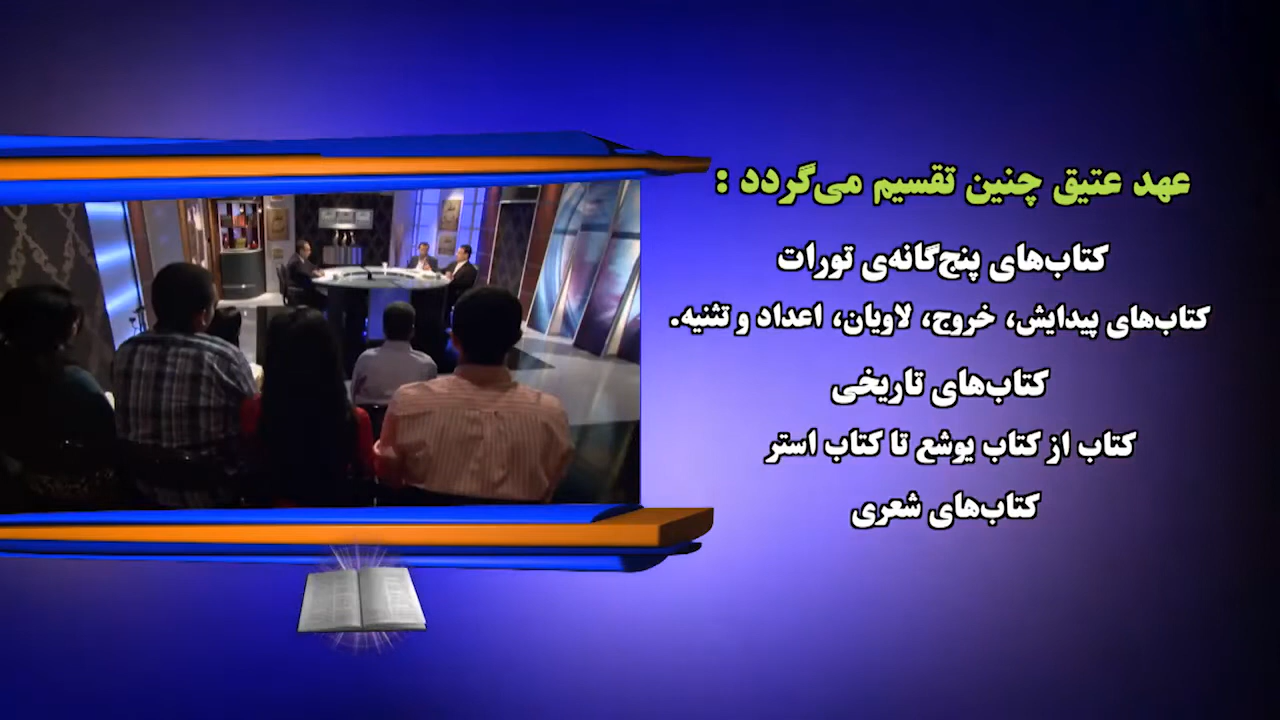 عهد عتیق چنین تقسیم می‌گردد :
کتاب‌های پنج‌گانه‌ی تورات
کتاب‌های پیدایش، خروج، لاویان، اعداد و تثنیه.
کتاب‌های تاریخی
کتاب از کتاب یوشع تا کتاب استر
کتاب‌های شعری